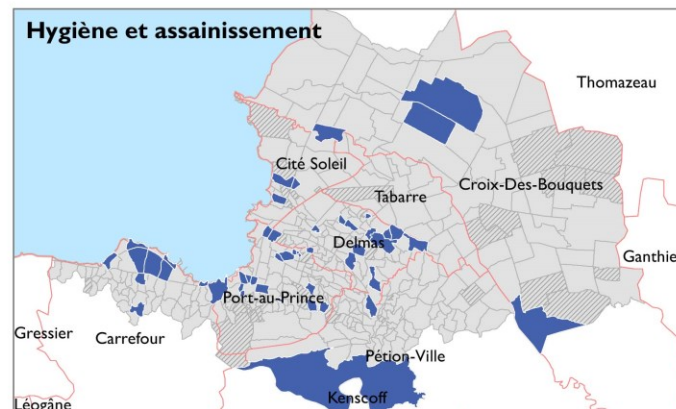 Hygiène et assainissement
Thomazeau
Cité Soleil
Croix-Des-Bouquets
Tabarre
Delmas
Ganthie
Port-au-Prince
Gressier
Carrefour
Pétion-Ville
Kenscoff
Léogâne